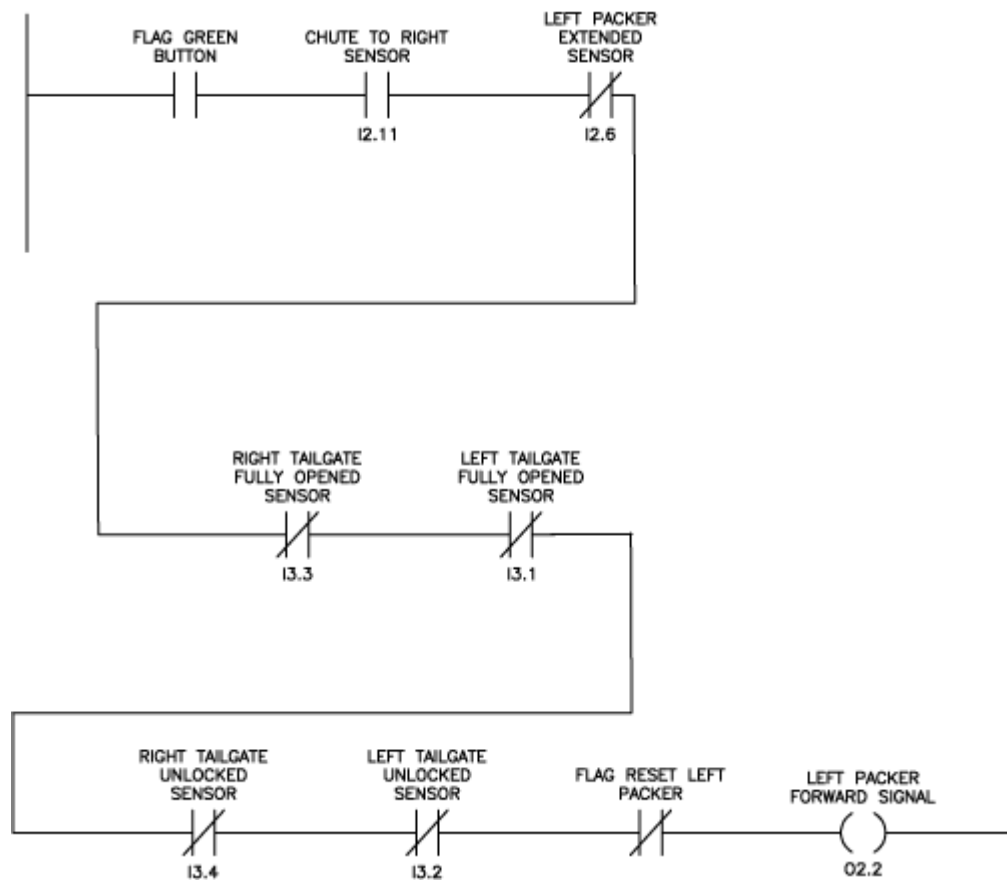 FLAG GREEN
BUTTON
CHUTE TO RIGHT
SENSOR
I2.11
LEFT PACKER
EXTENDED
SENSOR
I2.6
RIGHT TAILGATE
FULLY OPENED
SENSOR
I3.3
LEFT TAILGATE
FULLY OPENED
SENSOR
I3.1
RIGHT TAILGATE
UNLOCKED
SENSOR
I3.4
LEFT TAILGATE
UNLOCKED
SENSOR
I3.2
FLAG RESET LEFT
PACKER
LEFT PACKER
FORWARD SIGNAL
O2.2